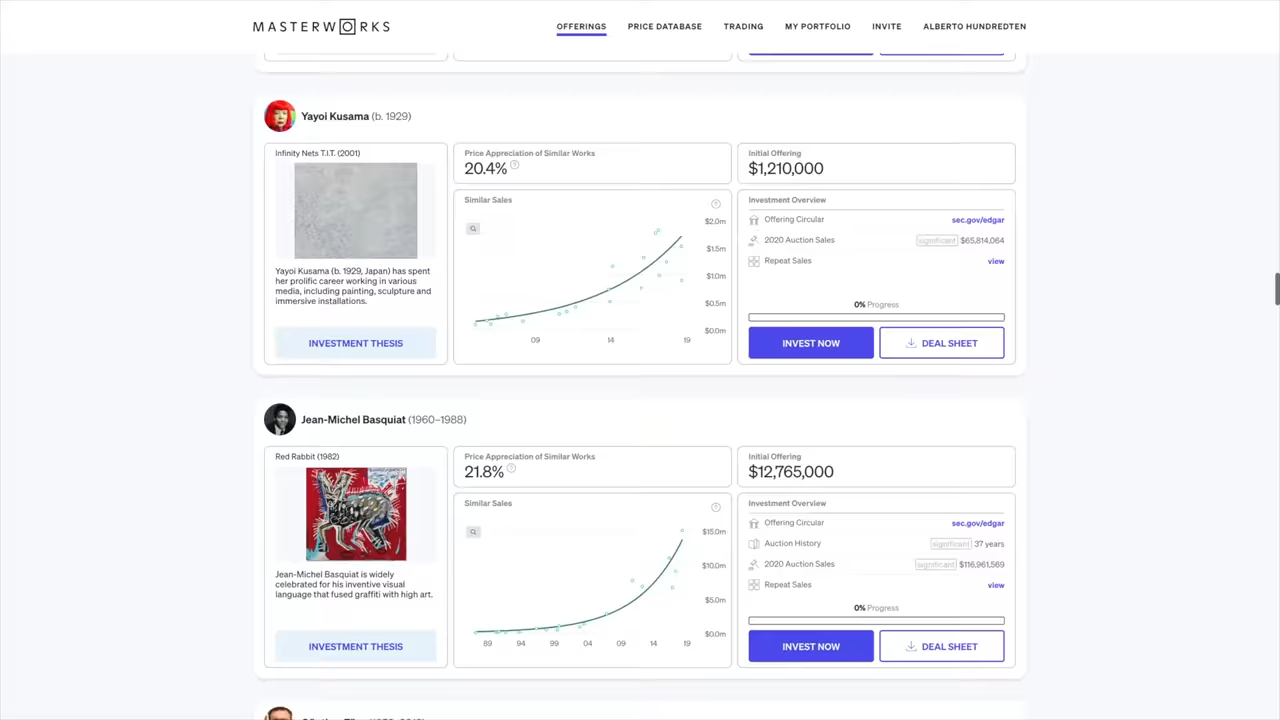 MASTERWORKS
OFFERINGS
PRICE DATABASE
TRADING
MY PORTFOLIO
INVITE
ALBERTO HUNDREDTEN
Yayoi Kusama (b. 1929)
Infinity Nets T.I.T. (2001)
Yayoi Kusama (b. 1929, Japan) has spent
her prolific career working in various
media, including painting, sculpture and
immersive installations.
INVESTMENT THESIS
Price Appreciation of Similar Works
20.4% ?
Similar Sales
?
$2.0m
$1.5m
$1.0m
$0.5m
$0.0m
09 14 19
Initial Offering
$1,210,000
Investment Overview
Offering Circular sec.gov/edgar
2020 Auction Sales significant $65,814,064
Repeat Sales view
0% Progress
INVEST NOW
DEAL SHEET
Jean-Michel Basquiat (1960–1988)
Red Rabbit (1982)
Jean-Michel Basquiat is widely
celebrated for his inventive visual
language that fused graffiti with high art.
INVESTMENT THESIS
Price Appreciation of Similar Works
21.8% ?
Similar Sales
?
$15.0m
$10.0m
$5.0m
$0.0m
89 94 99 04 09 14 19
Initial Offering
$12,765,000
Investment Overview
Offering Circular sec.gov/edgar
Auction History significant 37 years
2020 Auction Sales significant $116,961,569
Repeat Sales view
0% Progress
INVEST NOW
DEAL SHEET